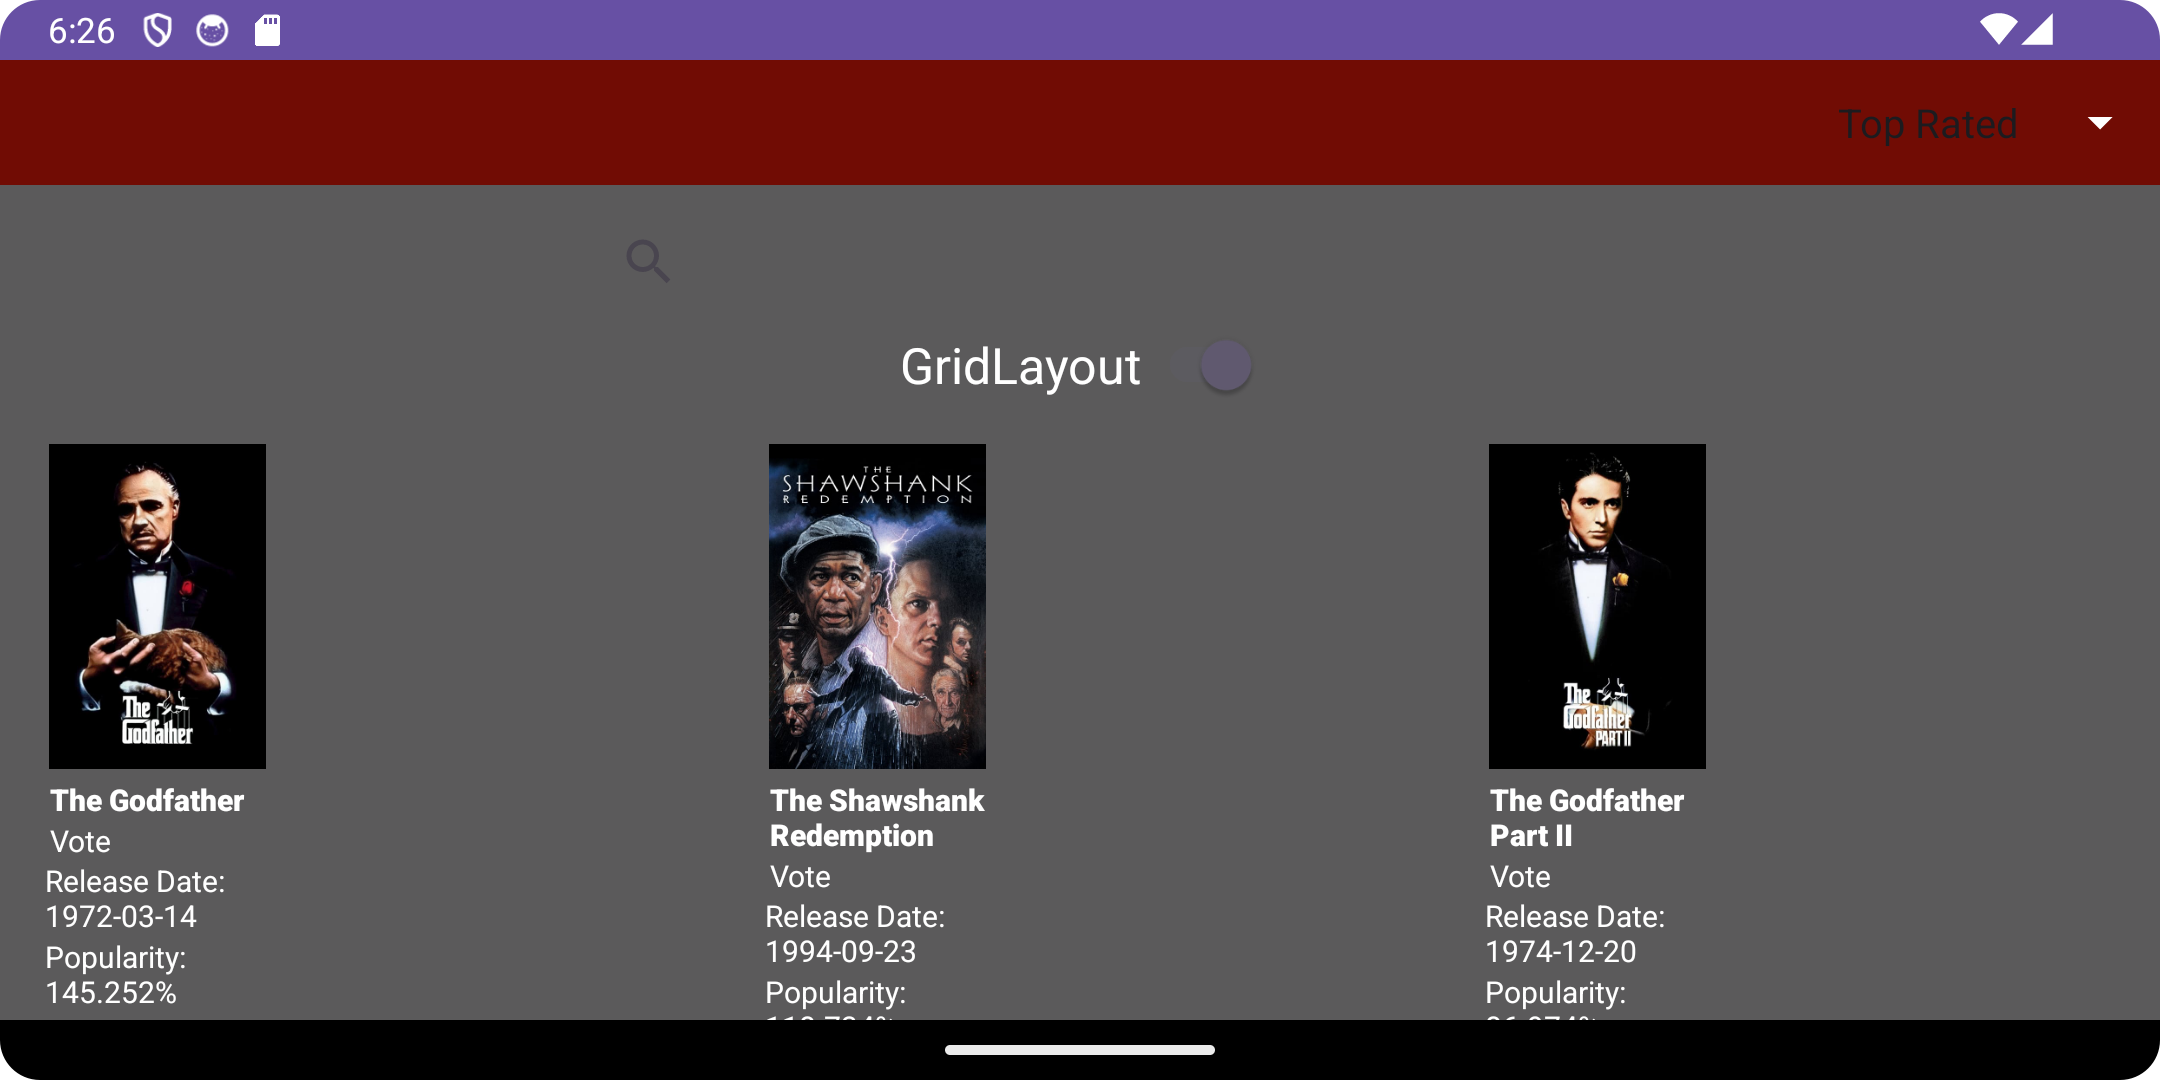 6:26
Top Rated
GridLayout
The Godfather
THE
SHAWSHANK
REDEMPTION
The Godfather
PART II
The Godfather
Vote
Release Date:
1972-03-14
Popularity:
145.252%
The Shawshank
Redemption
Vote
Release Date:
1994-09-23
Popularity:
The Godfather
Part II
Vote
Release Date:
1974-12-20
Popularity: